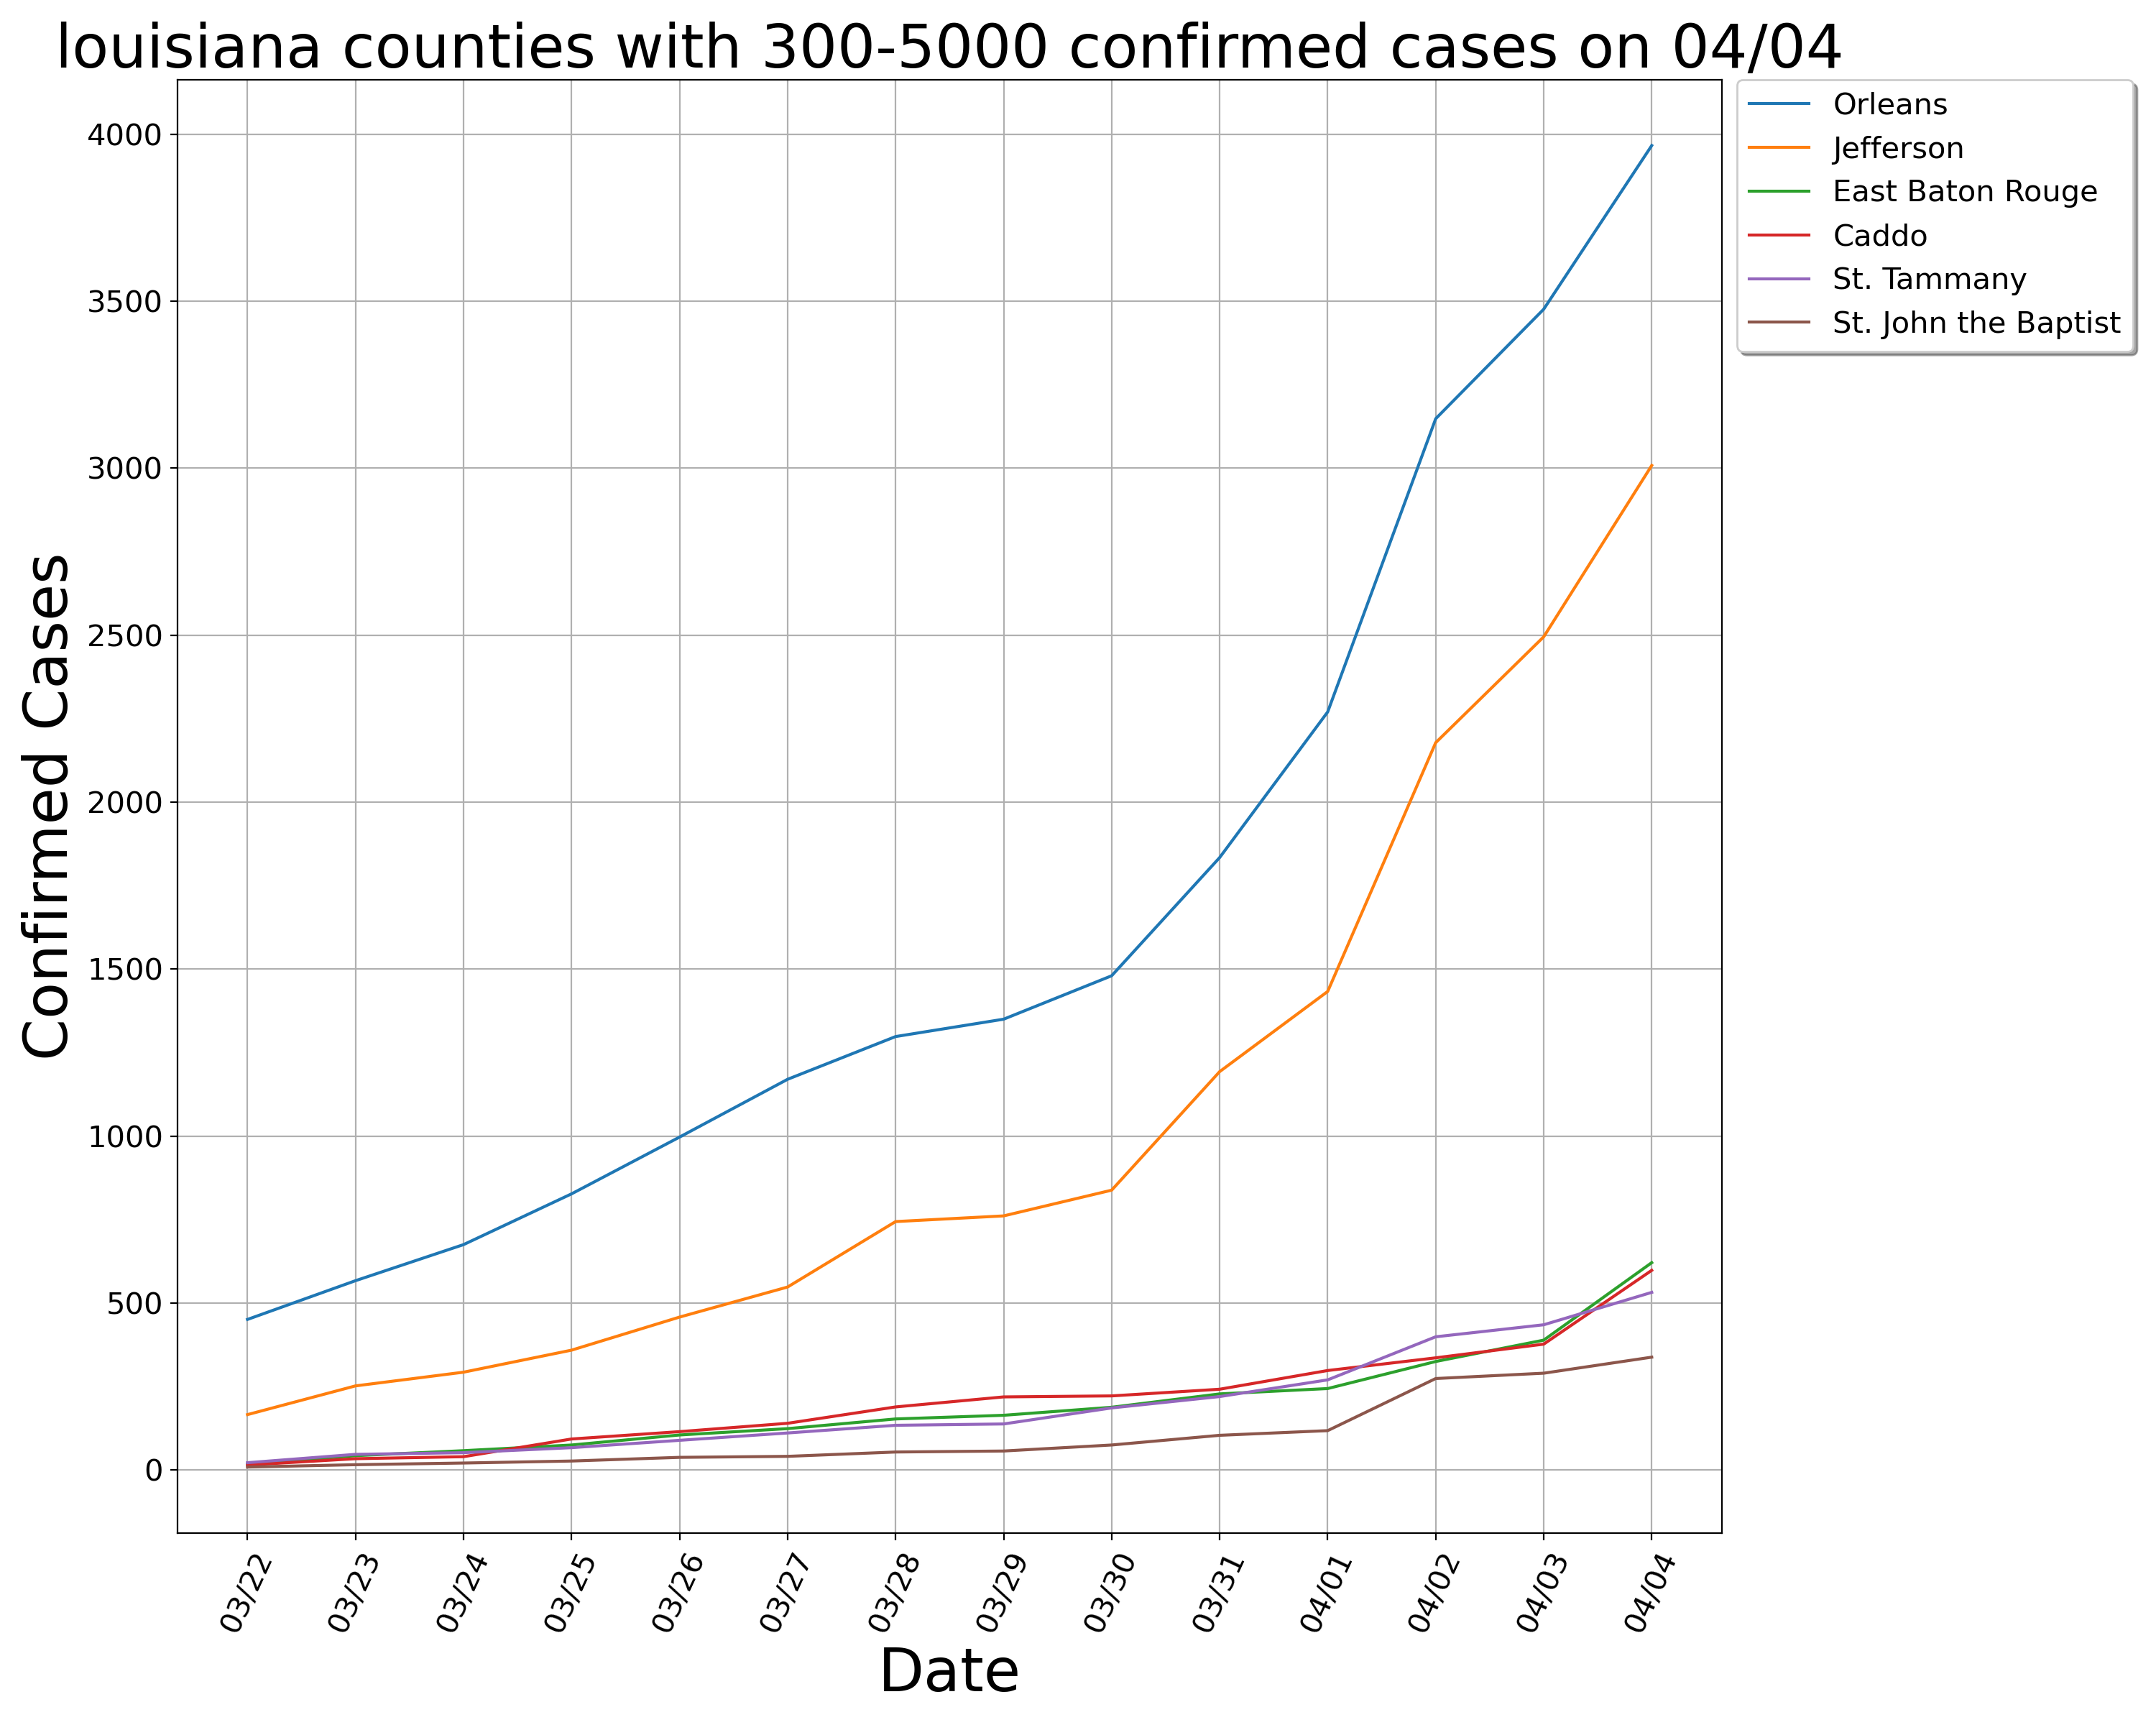 louisiana counties with 300-5000 confirmed cases on 04/04
Orleans
Jefferson
East Baton Rouge
Caddo
St. Tammany
St. John the Baptist
Confirmed Cases
4000
3500
3000
2500
2000
1500
1000
500
0
03/22
03/23
03/24
03/25
03/26
03/27
03/28
03/29
03/30
03/31
04/01
04/02
04/03
04/04
Date